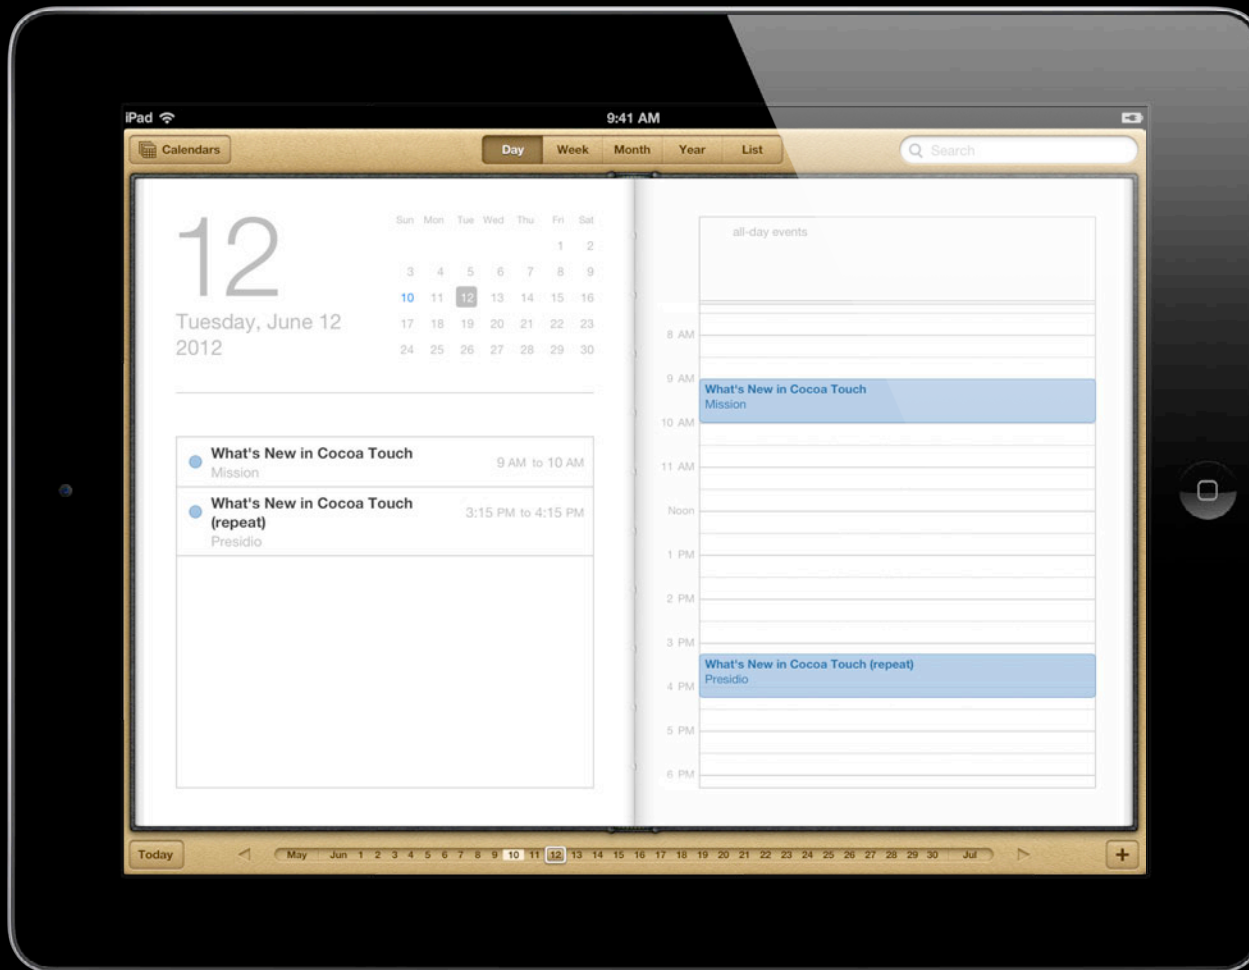 iPad 9:41 AM
Calendars Day Week Month Year List Search
12
Tuesday, June 12
2012
Sun Mon Tue Wed Thu Fri Sat
1 2
3 4 5 6 7 8 9
10 11 12 13 14 15 16
17 18 19 20 21 22 23
24 25 26 27 28 29 30
What's New in Cocoa Touch
Mission
9 AM to 10 AM
What's New in Cocoa Touch
(repeat)
Presidio
3:15 PM to 4:15 PM
all-day events
8 AM
9 AM
What's New in Cocoa Touch
Mission
10 AM
11 AM
Noon
1 PM
2 PM
3 PM
What's New in Cocoa Touch (repeat)
Presidio
4 PM
5 PM
6 PM
Today May Jun 1 2 3 4 5 6 7 8 9 10 11 12 13 14 15 16 17 18 19 20 21 22 23 24 25 26 27 28 29 30 Jul +